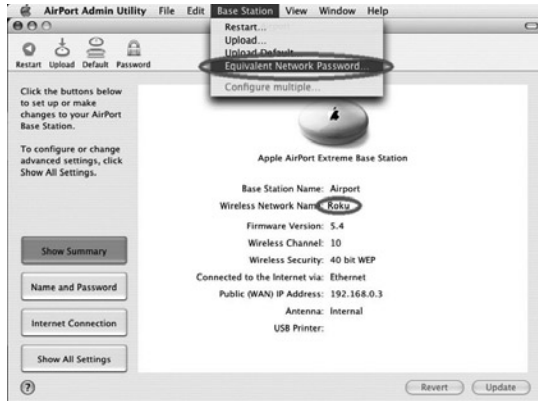 AirPort Admin Utility File Edit Base Station View Window Help
Restart...
Upload...
Upload Default
Equivalent Network Password...
Configure multiple...
Restart Upload Default Password
Click the buttons below
to set up or make
changes to your AirPort
Base Station.
To configure or change
advanced settings, click
Show All Settings.
Show Summary
Name and Password
Internet Connection
Show All Settings
Apple AirPort Extreme Base Station
Base Station Name: Airport
Wireless Network Name: Roku
Firmware Version: 5.4
Wireless Channel: 10
Wireless Security: 40 bit WEP
Connected to the Internet via: Ethernet
Public (WAN) IP Address: 192.168.0.3
Antenna: Internal
USB Printer:
? Revert Update